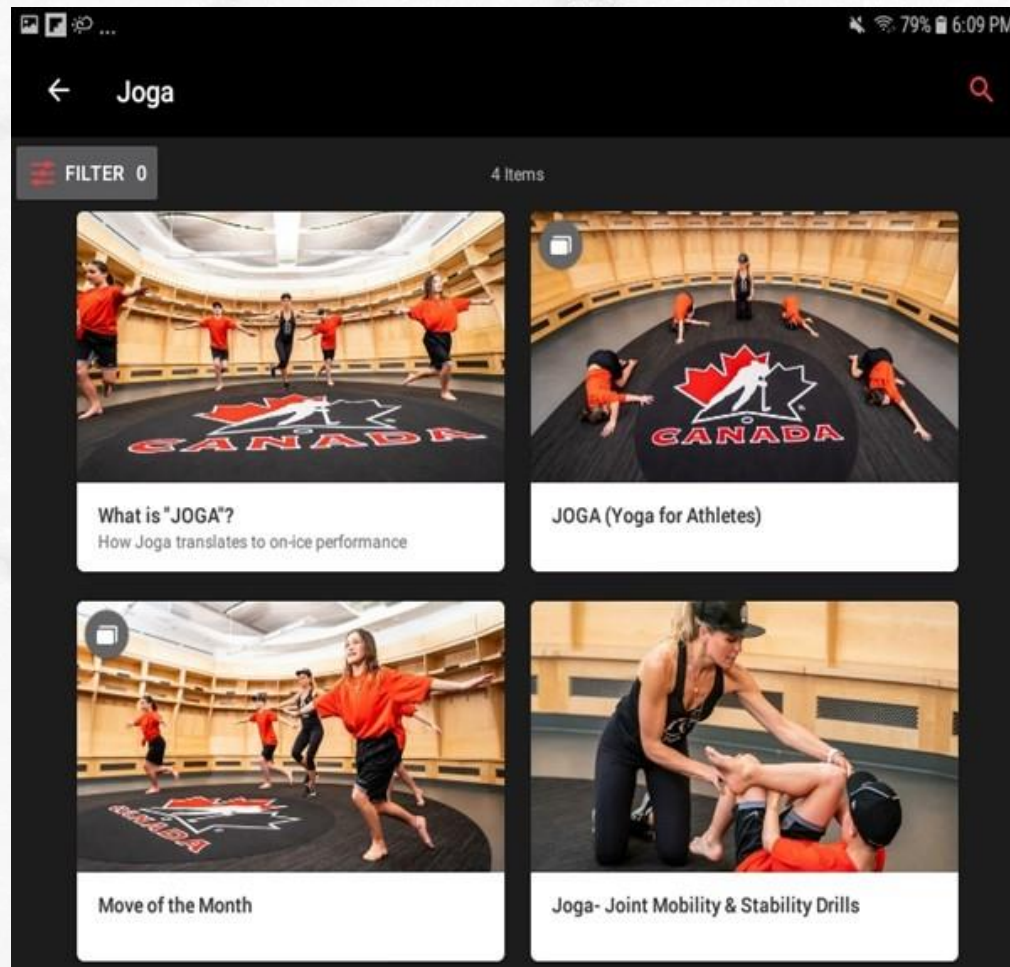 ... 79% 6:09 PM
Joga
FILTER 0
4 Items
CANADA
CANADA
What is "JOGA"?
How Joga translates to on-ice performance
JOGA (Yoga for Athletes)
CANADA
Move of the Month
Joga- Joint Mobility & Stability Drills